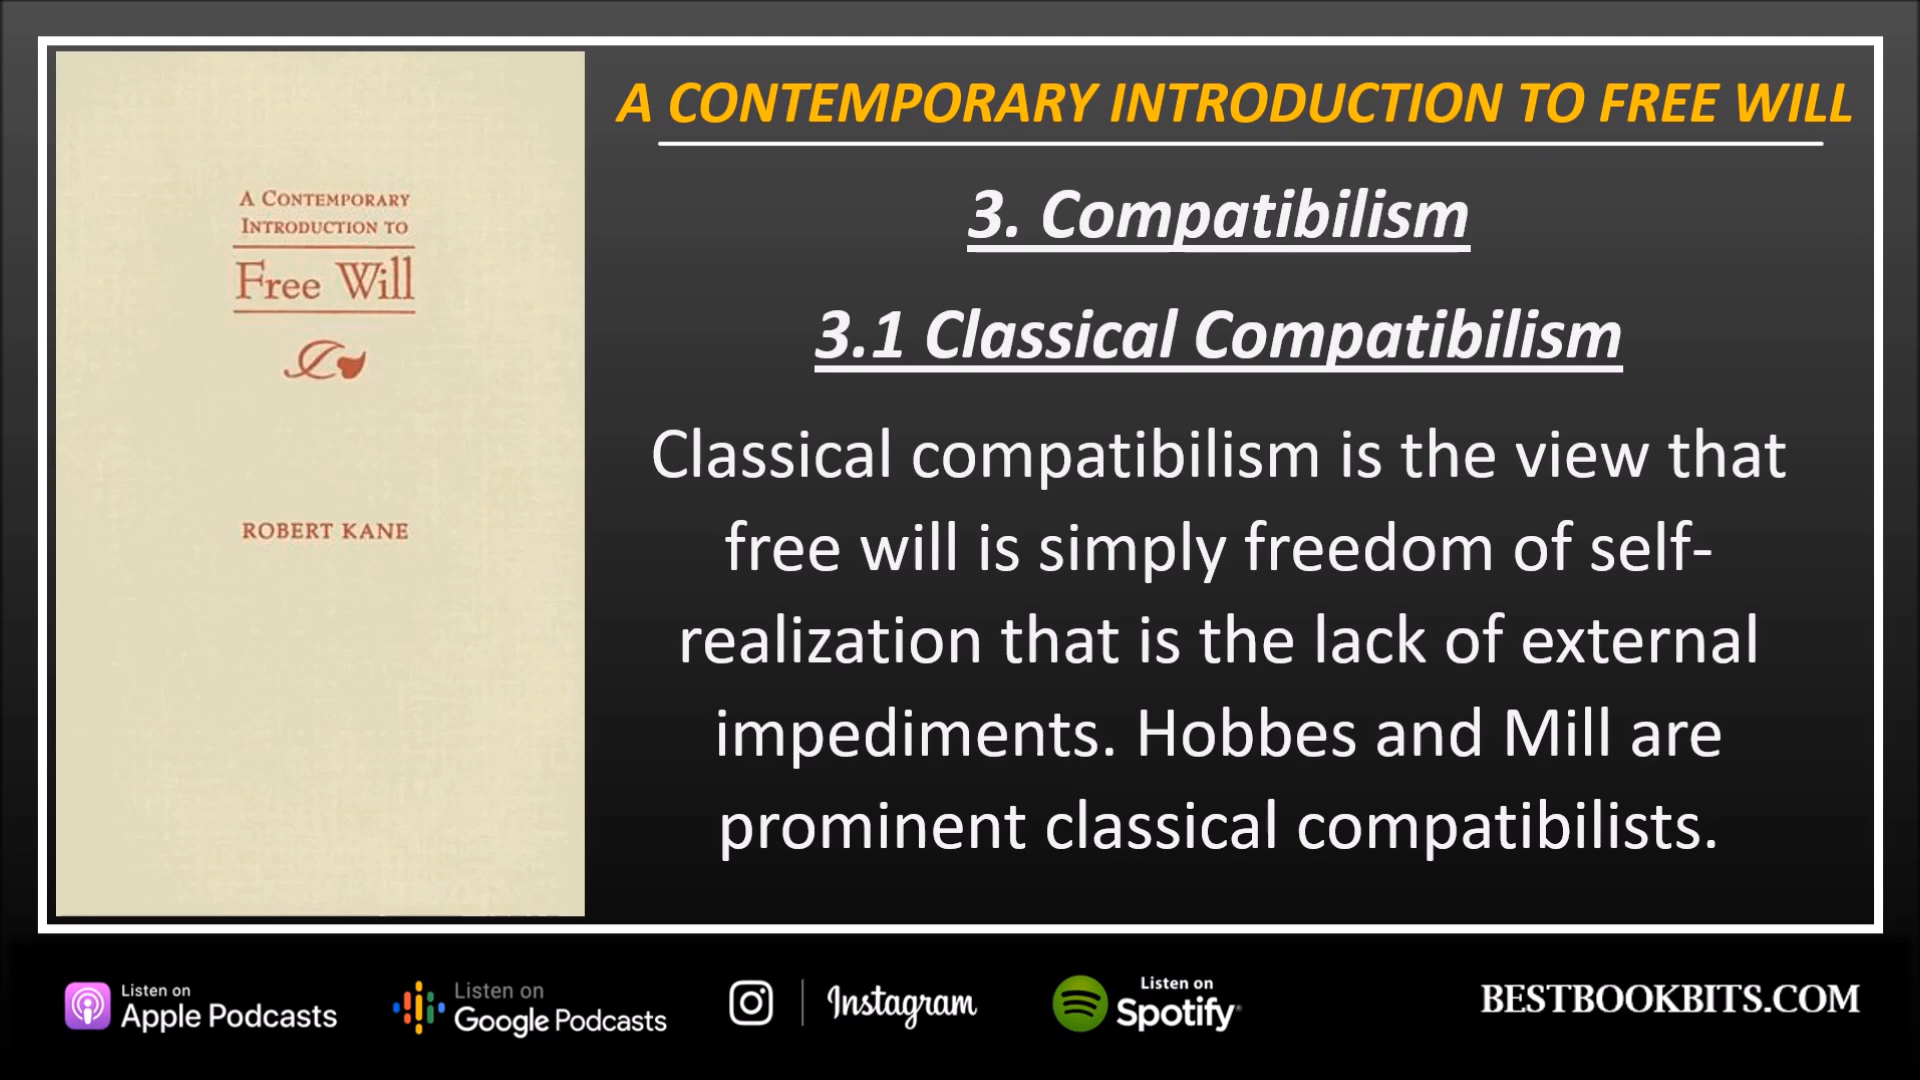 A CONTEMPORARY
INTRODUCTION TO
Free Will
ROBERT KANE
A CONTEMPORARY INTRODUCTION TO FREE WILL
3. Compatibilism
3.1 Classical Compatibilism
Classical compatibilism is the view that
free will is simply freedom of self-
realization that is the lack of external
impediments. Hobbes and Mill are
prominent classical compatibilists.
Listen on
Apple Podcasts
Listen on
Google Podcasts
Instagram
Listen on
Spotify
BESTBOOKBITS.COM